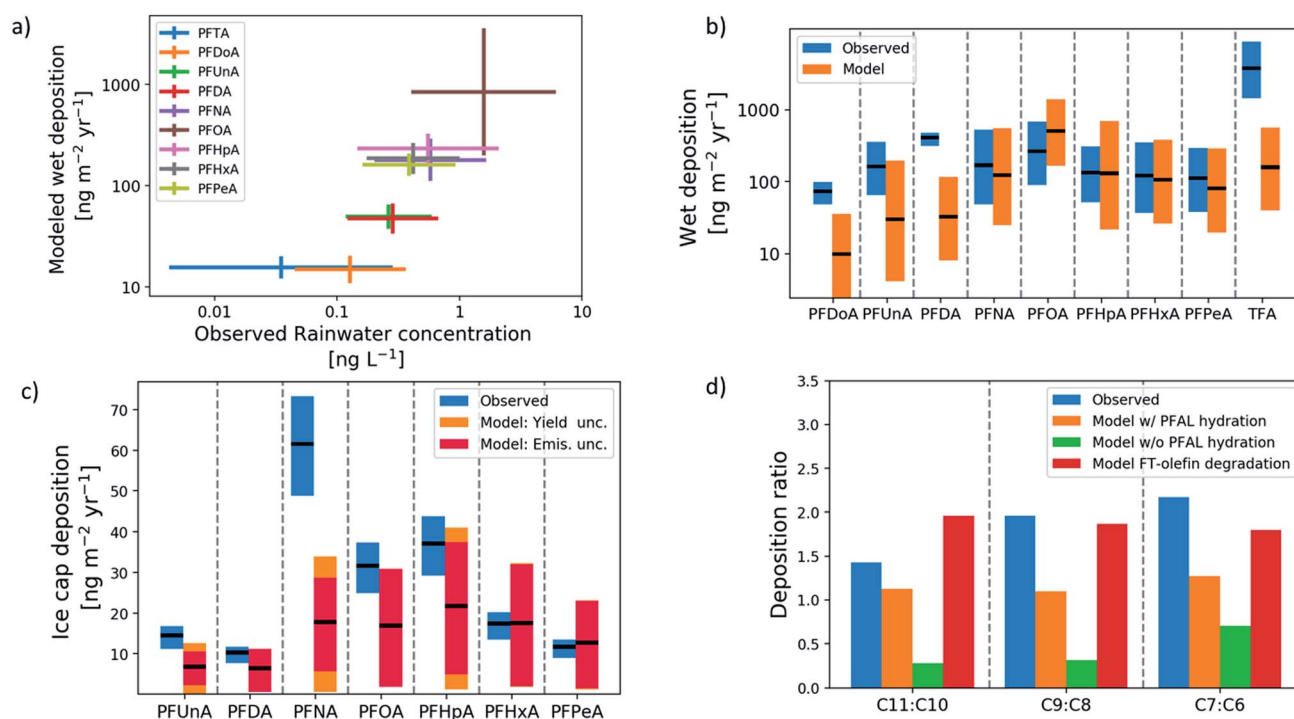 a)
PFTA
PFDoA
PFUnA
PFDA
PFNA
PFOA
PFHpA
PFHxA
PFPeA
1000
100
10
Modeled wet deposition
[ng m⁻² yr⁻¹]
0.01
0.1
1
10
Observed Rainwater concentration
[ng L⁻¹]
b)
Observed
Model
1000
100
10
Wet deposition
[ng m⁻² yr⁻¹]
PFDoA PFUnA PFDA PFNA PFOA PFHpA PFHxA PFPeA TFA
c)
Observed
Model: Yield unc.
Model: Emis. unc.
70
60
50
40
30
20
10
Ice cap deposition
[ng m⁻² yr⁻¹]
PFUnA PFDA PFNA PFOA PFHpA PFHxA PFPeA
d)
Observed
Model w/ PFAL hydration
Model w/o PFAL hydration
Model FT-olefin degradation
3.5
3.0
2.5
2.0
1.5
1.0
0.5
0.0
Deposition ratio
C11:C10 C9:C8 C7:C6